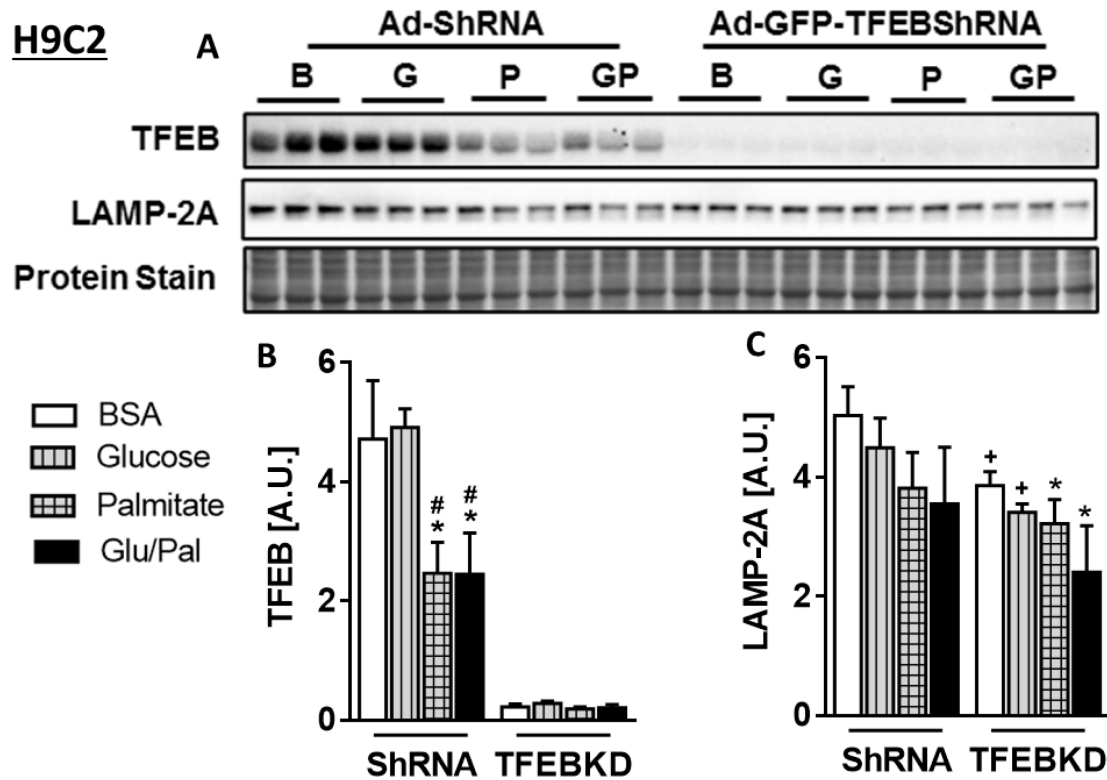 H9C2
A
Ad-ShRNA Ad-GFP-TFEBShRNA
B G P GP B G P GP
TFEB
LAMP-2A
Protein Stain
BSA
Glucose
Palmitate
Glu/Pal
B
TFEB [A.U.]
6
4
2
0
#
*
#
*
ShRNA TFEBKD
C
LAMP-2A [A.U.]
6
4
2
0
+ + * *
ShRNA TFEBKD